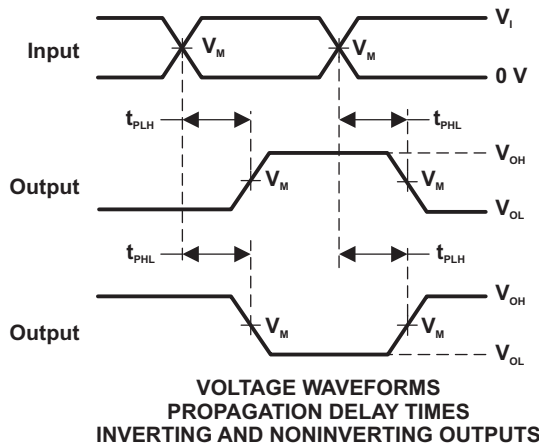 V_I
Input
V_M
V_M
0 V
t_PLH
t_PHL
V_OH
Output
V_M
V_M
V_OL
t_PHL
t_PLH
V_OH
Output
V_M
V_M
V_OL
VOLTAGE WAVEFORMS
PROPAGATION DELAY TIMES
INVERTING AND NONINVERTING OUTPUTS